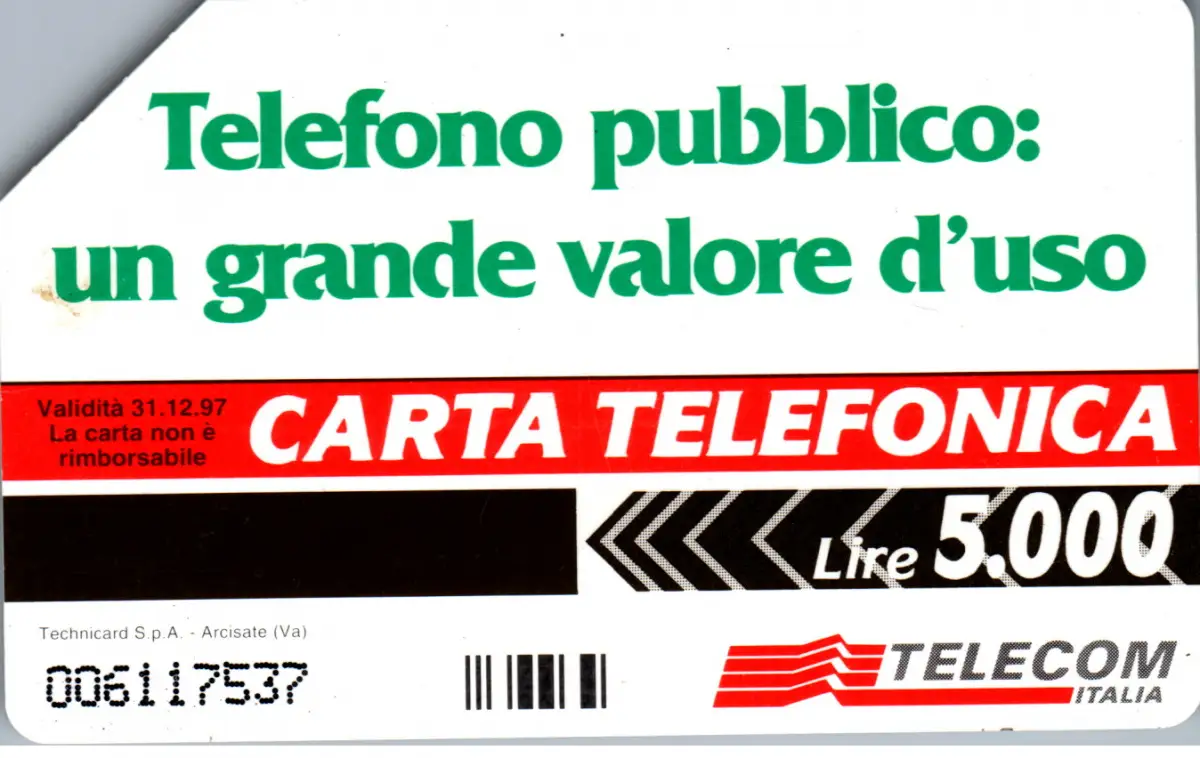 Telefono pubblico:
un grande valore d'uso
Validità 31.12.97
La carta non è
rimborsabile
CARTA TELEFONICA
Lire 5.000
Technicard S.p.A. - Arcisate (Va)
006117537
TELECOM
ITALIA